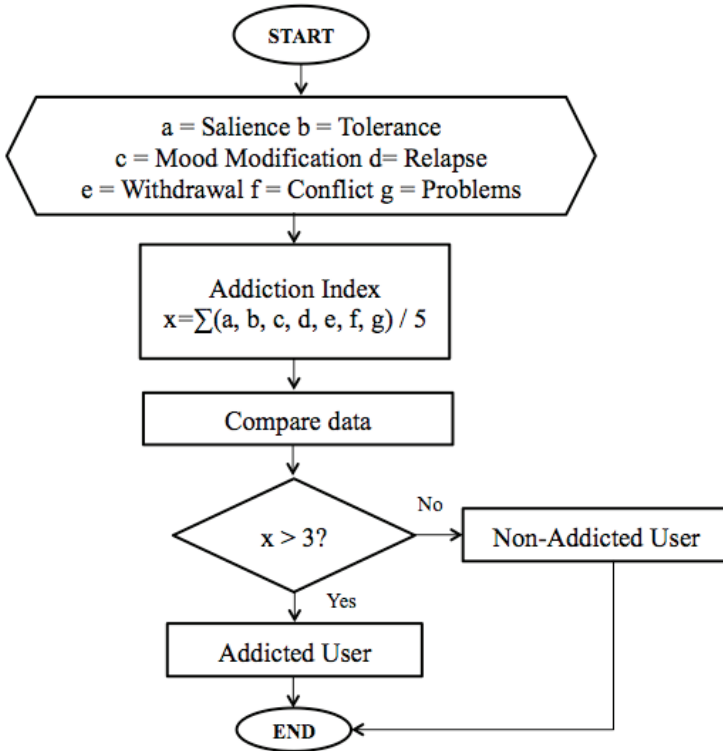 START
a = Salience b = Tolerance
c = Mood Modification d= Relapse
e = Withdrawal f = Conflict g = Problems
Addiction Index
x=∑(a, b, c, d, e, f, g) / 5
Compare data
x > 3?
No
Non-Addicted User
Yes
Addicted User
END